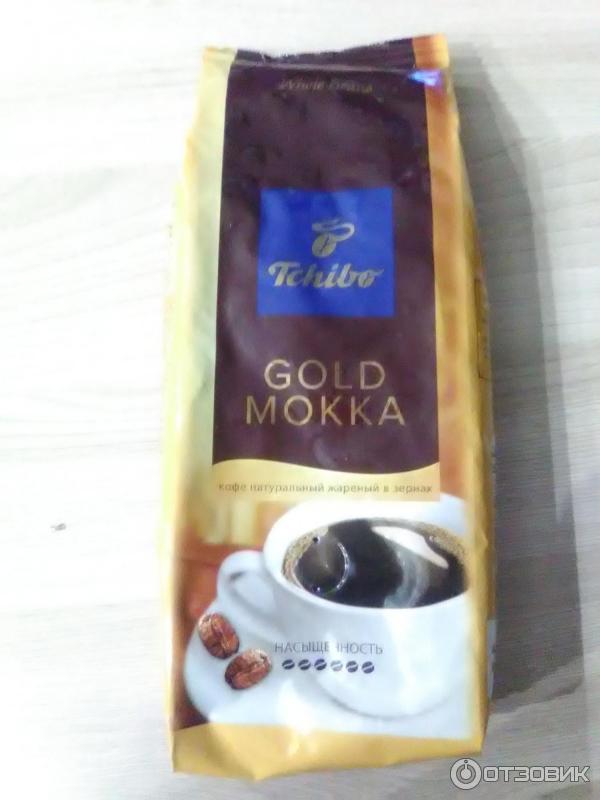 Whole Beans
Tchibo
GOLD
MOKKA
кофе натуральный жареный в зернах
НАСЫЩЕННОСТЬ
ОТЗОВИК